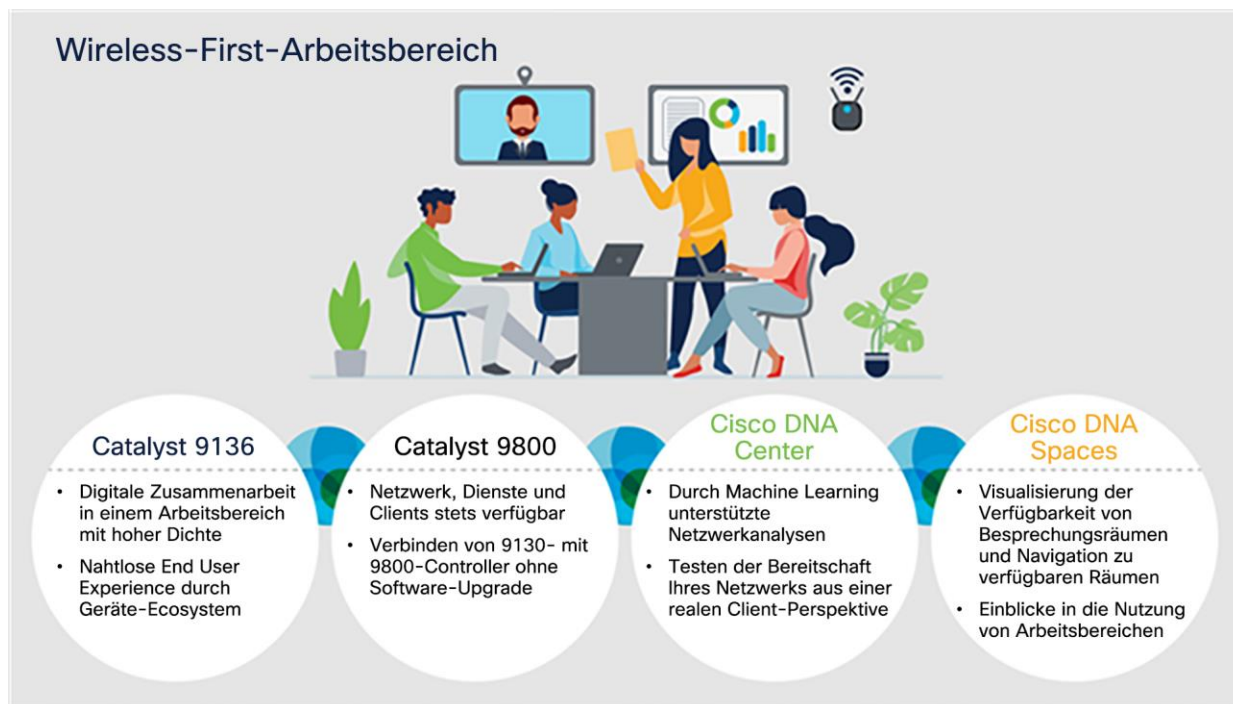 Wireless-First-Arbeitsbereich
Catalyst 9136
• Digitale Zusammenarbeit
in einem Arbeitsbereich
mit hoher Dichte
• Nahtlose End User
Experience durch
Geräte-Ecosystem
Catalyst 9800
• Netzwerk, Dienste und
Clients stets verfügbar
• Verbinden von 9130- mit
9800-Controller ohne
Software-Upgrade
Cisco DNA
Center
• Durch Machine Learning
unterstützte
Netzwerkanalysen
• Testen der Bereitschaft
Ihres Netzwerks aus einer
realen Client-Perspektive
Cisco DNA
Spaces
• Visualisierung der
Verfügbarkeit von
Besprechungsräumen
und Navigation zu
verfügbaren Räumen
• Einblicke in die Nutzung
von Arbeitsbereichen